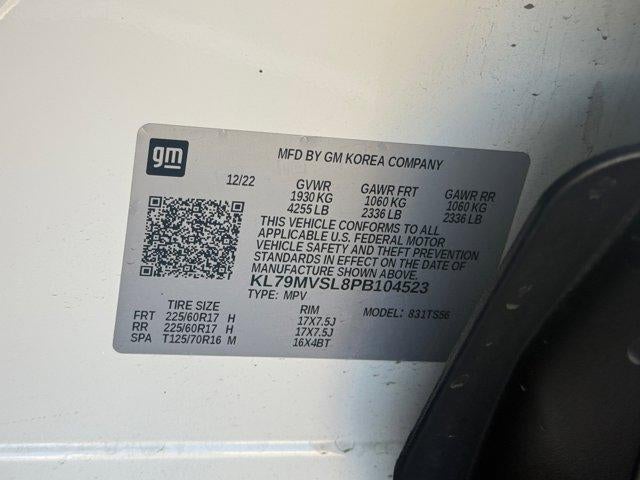 gm
MFD BY GM KOREA COMPANY
12/22 GVWR GAWR FRT GAWR RR
1930 KG 1060 KG 1060 KG
4255 LB 2336 LB 2336 LB
THIS VEHICLE CONFORMS TO ALL
APPLICABLE U.S. FEDERAL MOTOR
VEHICLE SAFETY AND THEFT PREVENTION
STANDARDS IN EFFECT ON THE DATE OF
MANUFACTURE SHOWN ABOVE.
KL79MVSL8PB104523
TYPE: MPV
TIRE SIZE RIM MODEL: 831TS56
FRT 225/60R17 H 17X7.5J
RR 225/60R17 H 17X7.5J
SPA T125/70R16 M 16X4BT